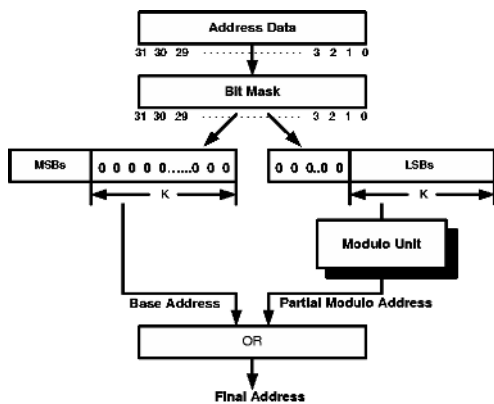 Address Data
31 30 29 ................... 3 2 1 0
Bit Mask
31 30 29 ................... 3 2 1 0
MSBs 0 0 0 0 0......0 0 0
0 0 0..0 0 LSBs
K
K
Modulo Unit
Base Address
Partial Modulo Address
OR
Final Address